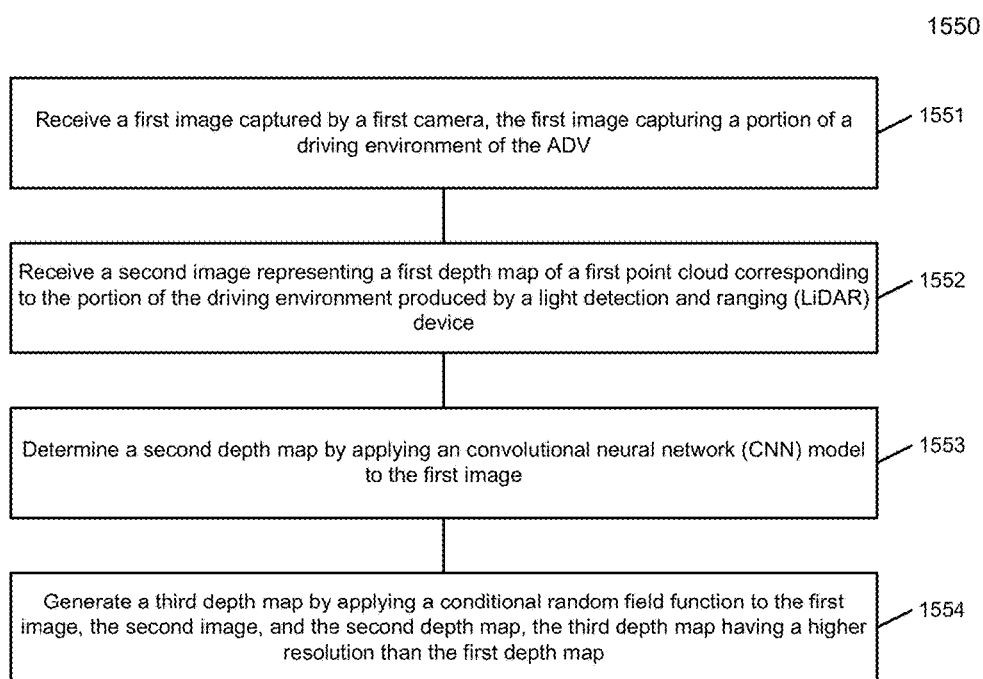 1550
Receive a first image captured by a first camera, the first image capturing a portion of a
driving environment of the ADV
1551
Receive a second image representing a first depth map of a first point cloud corresponding
to the portion of the driving environment produced by a light detection and ranging (LiDAR)
device
1552
Determine a second depth map by applying an convolutional neural network (CNN) model
to the first image
1553
Generate a third depth map by applying a conditional random field function to the first
image, the second image, and the second depth map, the third depth map having a higher
resolution than the first depth map
1554